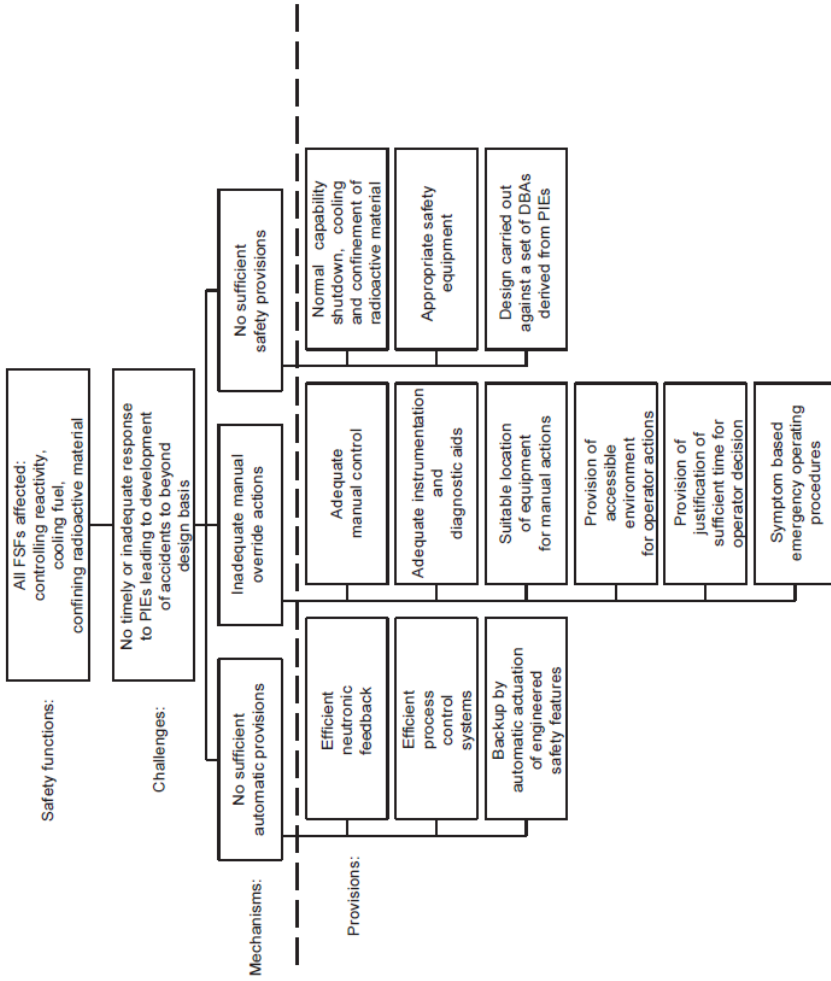 Safety functions:
All FSFs affected:
controlling reactivity,
cooling fuel,
confining radioactive material
Challenges:
No timely or inadequate response
to PIEs leading to development
of accidents to beyond
design basis
Mechanisms:
No sufficient
automatic provisions
Inadequate manual
override actions
No sufficient
safety provisions
Provisions:
Efficient
neutronic
feedback
Efficient
process
control
systems
Backup by
automatic actuation
of engineered
safety features
Adequate
manual control
Adequate instrumentation
and
diagnostic aids
Suitable location
of equipment
for manual actions
Provision of
accessible
environment
for operator actions
Provision of
justification of
sufficient time for
operator decision
Symptom based
emergency operating
procedures
Normal capability
shutdown, cooling
and confinement of
radioactive material
Appropriate safety
equipment
Design carried out
against a set of DBAs
derived from PIEs